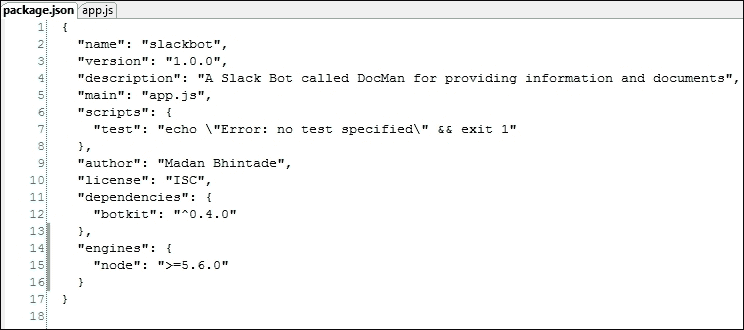 package.json app.js
1 {
2 "name": "slackbot",
3 "version": "1.0.0",
4 "description": "A Slack Bot called DocMan for providing information and documents",
5 "main": "app.js",
6 "scripts": {
7 "test": "echo \"Error: no test specified\" && exit 1"
8 },
9 "author": "Madan Bhintade",
10 "license": "ISC",
11 "dependencies": {
12 "botkit": "^0.4.0"
13 },
14 "engines": {
15 "node": ">=5.6.0"
16 }
17 }
18